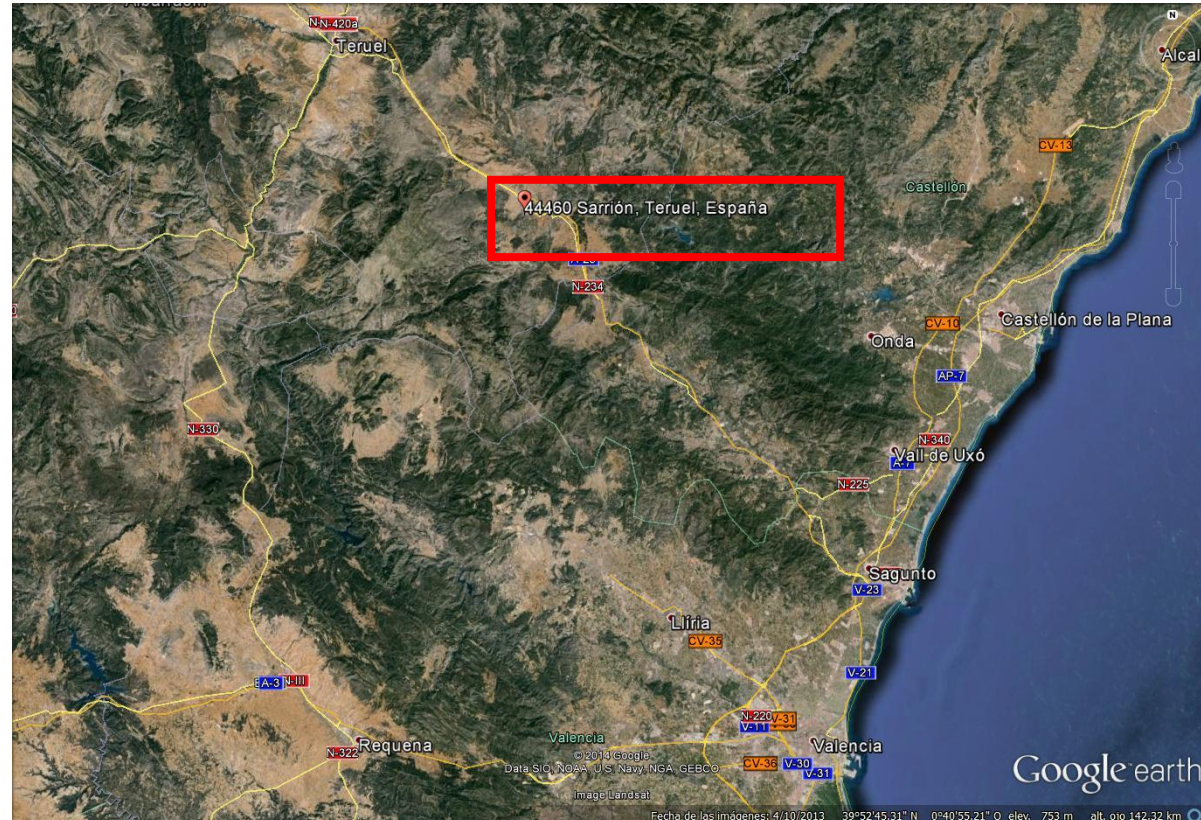 N-420a
Teruel
Alcal
CV-13
Castellón
44460 Sarrión, Teruel, España
N-234
Castellón de la Plana
CV-10
Onda
AP-7
N-330
N-340
Vall de Uxó
A-7
N-225
Sagunto
V-23
Llíria
CV-35
V-21
A-3
N-III
N-220
V-31
V-11
Requena
N-322
Valencia
Valencia
CV-36
V-30
V-31
© 2014 Google
Data SIO, NOAA, U.S. Navy, NGA, GEBCO
Image Landsat
Google earth
Fecha de las imágenes: 4/10/2013 39°52'45.31" N 0°40'55.21" O elev. 753 m alt. ojo 142.32 km
N